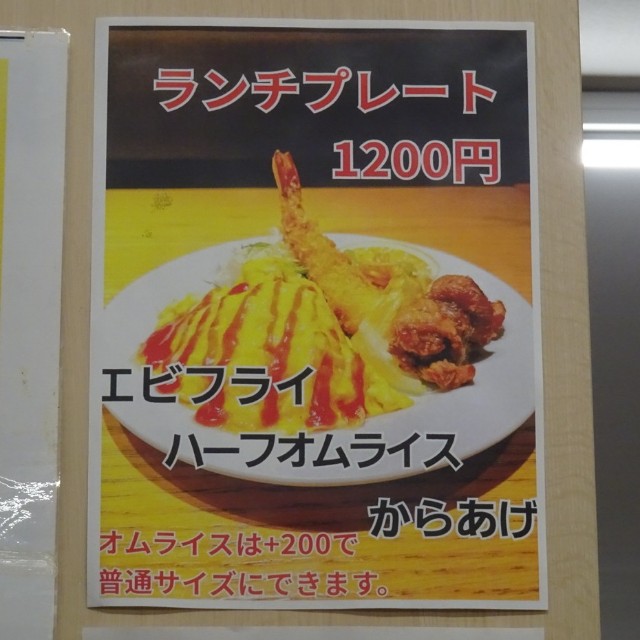 ランチプレート
1200円
エビフライ
ハーフオムライス
からあげ
オムライスは+200で
普通サイズにできます。